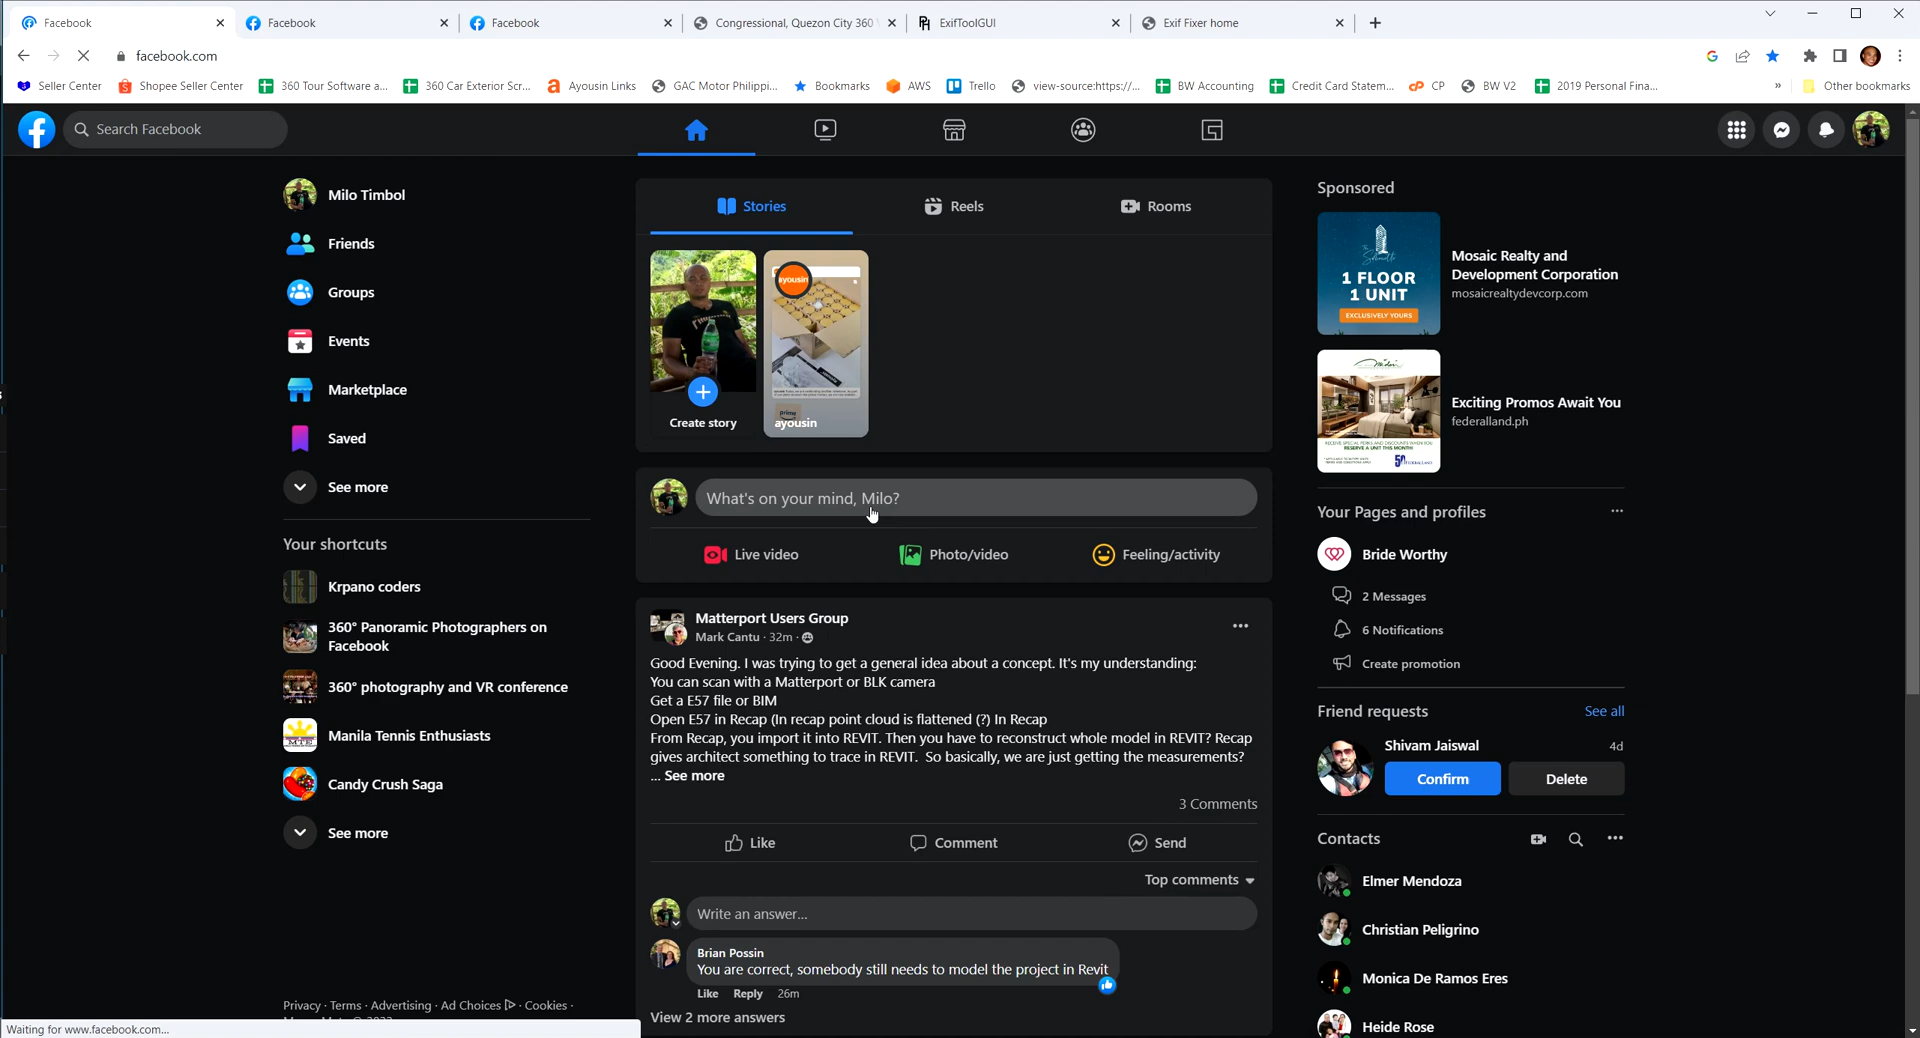 Facebook
Facebook
Facebook
Congressional, Quezon City 360
ExifToolGUI
Exif Fixer home
facebook.com
Seller Center
Shopee Seller Center
360 Tour Software a...
360 Car Exterior Scr...
Ayousin Links
GAC Motor Philippi...
Bookmarks
AWS
Trello
view-source:https://...
BW Accounting
Credit Card Statem...
CP
BW V2
2019 Personal Fina...
»
Other bookmarks
Search Facebook
Milo Timbol
Friends
Groups
Events
Marketplace
Saved
See more
Your shortcuts
Krpano coders
360° Panoramic Photographers on
Facebook
360° photography and VR conference
Manila Tennis Enthusiasts
Candy Crush Saga
See more
Privacy · Terms · Advertising · Ad Choices · Cookies ·
Waiting for www.facebook.com...
Stories
Reels
Rooms
Create story
ayousin
prime
ayousin
What's on your mind, Milo?
Live video
Photo/video
Feeling/activity
Matterport Users Group
Mark Cantu · 32m ·
Good Evening. I was trying to get a general idea about a concept. It's my understanding:
You can scan with a Matterport or BLK camera
Get a E57 file or BIM
Open E57 in Recap (In recap point cloud is flattened (?) In Recap
From Recap, you import it into REVIT. Then you have to reconstruct whole model in REVIT? Recap
gives architect something to trace in REVIT. So basically, we are just getting the measurements?
... See more
3 Comments
Like
Comment
Send
Top comments
Write an answer...
Brian Possin
You are correct, somebody still needs to model the project in Revit
Like Reply 26m
View 2 more answers
Sponsored
1 FLOOR
1 UNIT
EXCLUSIVELY YOURS
Mosaic Realty and
Development Corporation
mosaicrealtydevcorp.com
RESERVE A UNIT THIS MONTH!
Exciting Promos Await You
federalland.ph
Your Pages and profiles
Bride Worthy
2 Messages
6 Notifications
Create promotion
Friend requests
See all
Shivam Jaiswal
4d
Confirm
Delete
Contacts
Elmer Mendoza
Christian Peligrino
Monica De Ramos Eres
Heide Rose